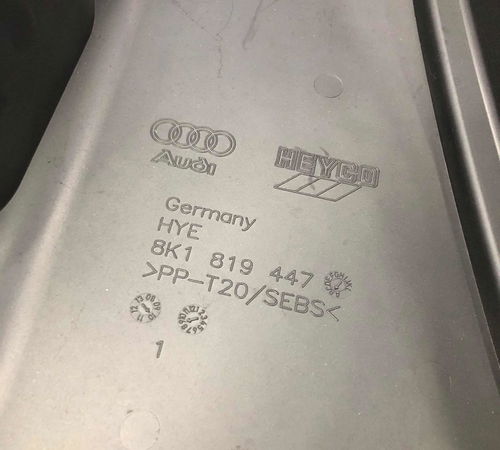 Audi
HEYCO
Germany
HYE
8K1 819 447
>PP-T20/SEBS<
1